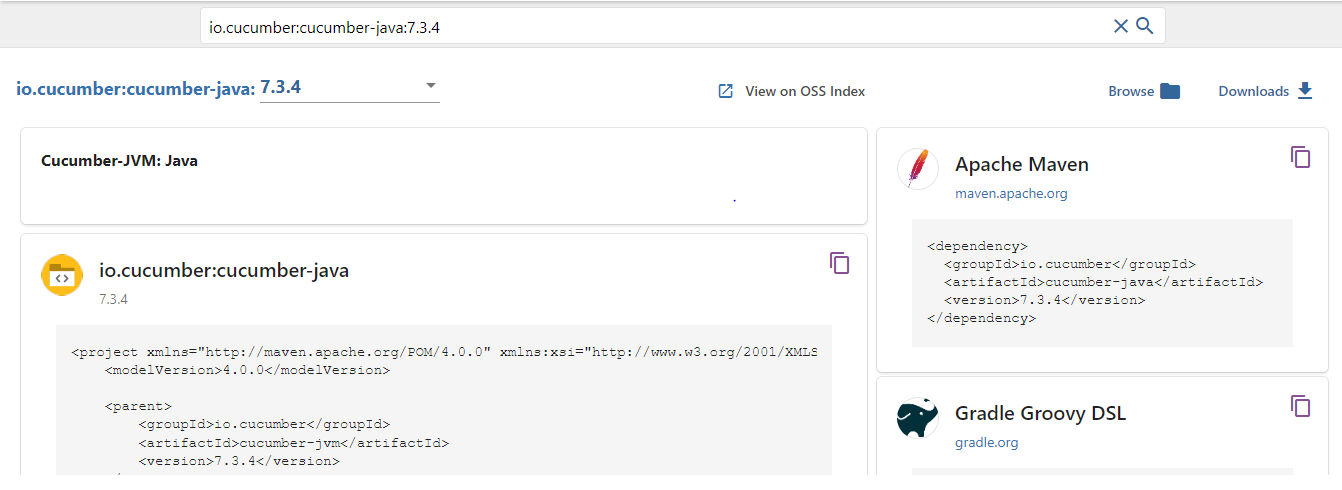 io.cucumber:cucumber-java:7.3.4
io.cucumber:cucumber-java: 7.3.4
View on OSS Index
Browse
Downloads
Cucumber-JVM: Java
io.cucumber:cucumber-java
7.3.4
<project xmlns="http://maven.apache.org/POM/4.0.0" xmlns:xsi="http://www.w3.org/2001/XMLS
<modelVersion>4.0.0</modelVersion>
<parent>
<groupId>io.cucumber</groupId>
<artifactId>cucumber-jvm</artifactId>
<version>7.3.4</version>
Apache Maven
maven.apache.org
<dependency>
<groupId>io.cucumber</groupId>
<artifactId>cucumber-java</artifactId>
<version>7.3.4</version>
</dependency>
Gradle Groovy DSL
gradle.org